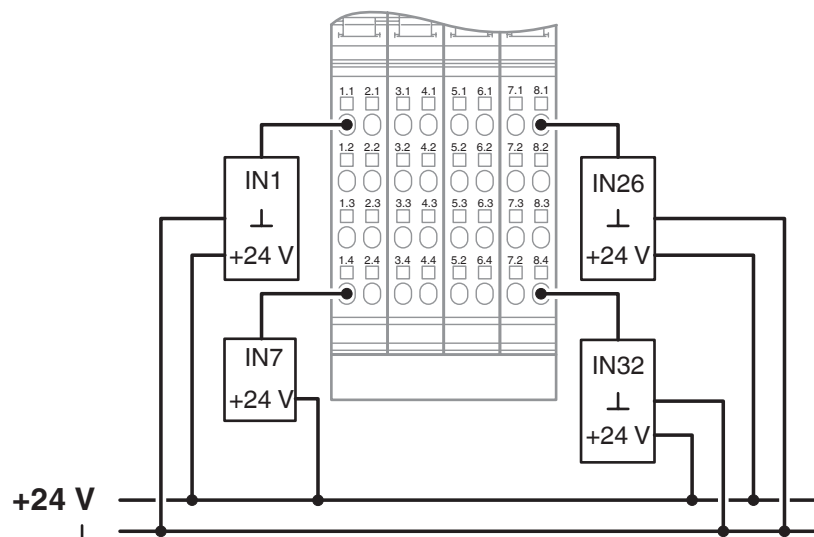 1.1 2.1 3.1 4.1 5.1 6.1 7.1 8.1
1.2 2.2 3.2 4.2 5.2 6.2 7.2 8.2
IN1
IN26
⊥
⊥
1.3 2.3 3.3 4.3 5.3 6.3 7.3 8.3
+24 V
+24 V
1.4 2.4 3.4 4.4 5.2 6.4 7.2 8.4
IN7
IN32
+24 V
⊥
+24 V
+24 V
⊥